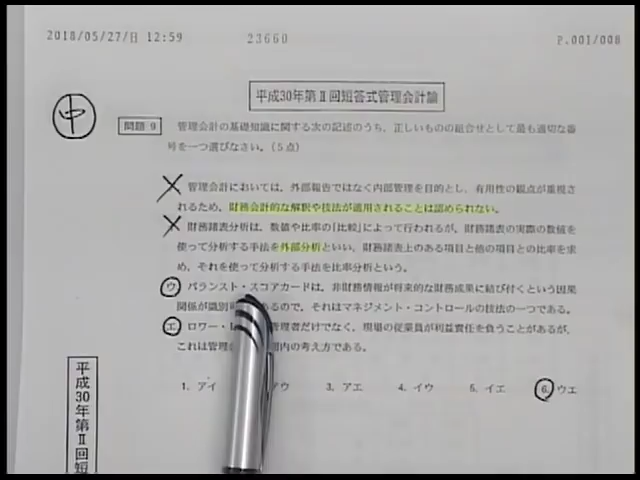 2018/05/27/日 12:59 23660 P.001/008
平成30年第Ⅱ回短答式管理会計論
中
問題 9 管理会計の基礎知識に関する次の記述のうち、正しいものの組合せとして最も適切な番
号を一つ選びなさい。(5点)
管理会計においては、外部報告ではなく内部管理を目的とし、有用性の観点が重視さ
れるため、財務会計的な解釈や技法が適用されることは認められない。
財務諸表分析は、数値や比率の「比較」によって行われるが、財務諸表の実際の数値を
使って分析する手法を外部分析といい、財務諸表上のある項目と他の項目との比率を求
め、それを使って分析する手法を比率分析という。
ウ バランスト・スコアカードは、非財務情報が将来的な財務成果に結び付くという因果
関係が識別 あるので、それはマネジメント・コントロールの技法の一つである。
エ ロワー・ 管理者だけでなく、現場の従業員が利益責任を負うことがあるが、
これは管理 囲内の考え方である。
1. アイ ウ 3. アエ 4. イウ 5. イエ 6. ウエ
平成30年第Ⅱ回短